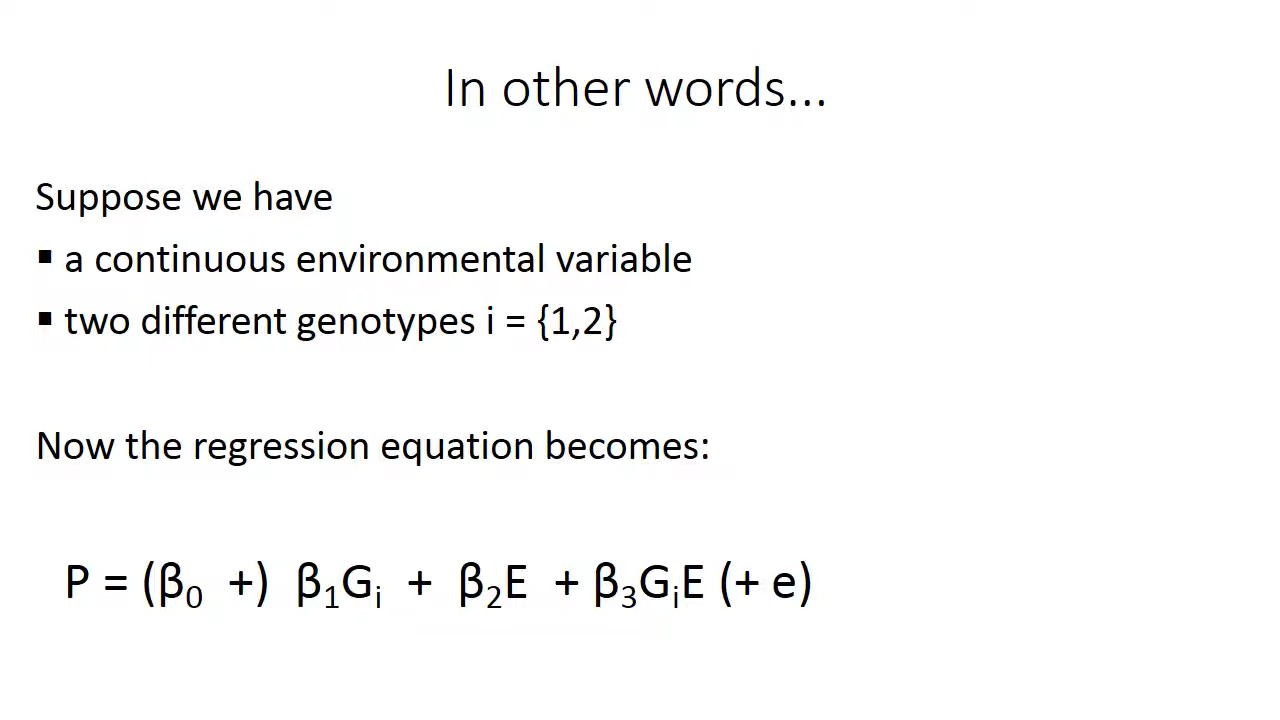 In other words...
Suppose we have
▪ a continuous environmental variable
▪ two different genotypes i = {1,2}
Now the regression equation becomes:
P = (β₀ +) β₁Gᵢ + β₂E + β₃GᵢE (+ e)